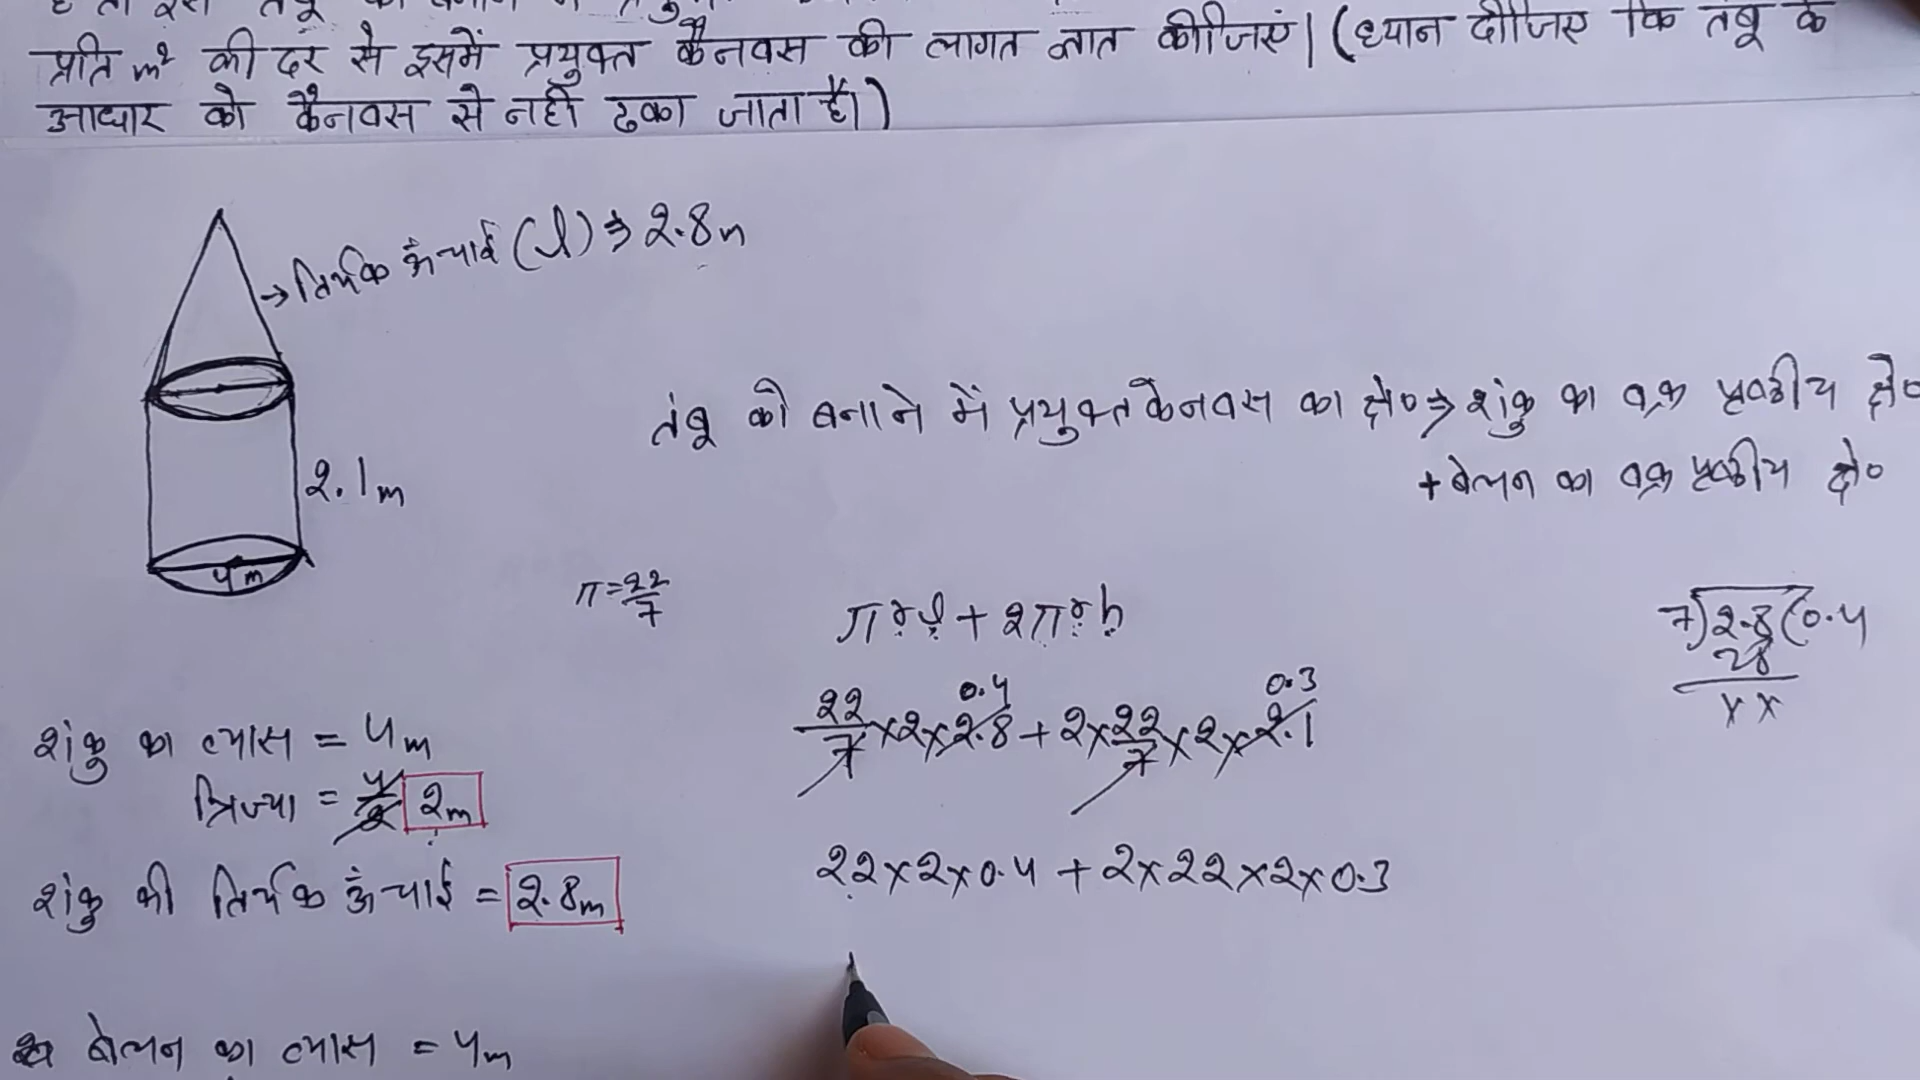 प्रति m² की दर से इसमें प्रयुक्त कैनवस की लागत ज्ञात कीजिएं। (ध्यान दीजिए कि तंबू के
आधार को कैनवस से नहीं ढका जाता है।)
→ तिर्यक ऊँचाई (l) ⇒ 2.8m
तंबू को बनाने में प्रयुक्त कैनवस का क्षे० ⇒ शंकु का वक्र पृष्ठीय क्षे०
+ बेलन का वक्र पृष्ठीय क्षे०
2.1m
4m
π = 22/7
πrl + 2πrh
7)2.8(0.4
28
x x
0.4 0.3
22/7 × 2 × 2.8 + 2 × 22/7 × 2 × 2.1
शंकु का व्यास = 4m
त्रिज्या = 4/2 2m
22 × 2 × 0.4 + 2 × 22 × 2 × 0.3
शंकु की तिर्यक ऊँचाई = 2.8m
बेलन का व्यास = 4m